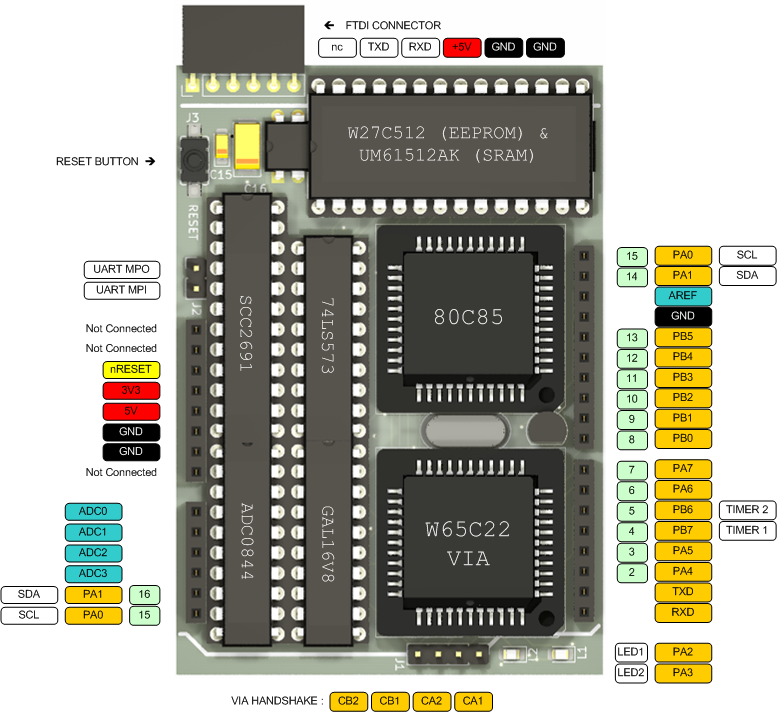 ← FTDI CONNECTOR
nc TXD RXD +5V GND GND
J3
W27C512 (EEPROM) &
UM61512AK (SRAM)
RESET BUTTON →
C15
C16
RESET
UART MPO
UART MPI
J2
Not Connected
Not Connected
nRESET
3V3
5V
GND
GND
Not Connected
ADC0
ADC1
ADC2
ADC3
SDA PA1 16
SCL PA0 15
SCC2691
74LS573
ADC0844
GAL16V8
80C85
W65C22
VIA
15 PA0 SCL
14 PA1 SDA
AREF
GND
13 PB5
12 PB4
11 PB3
10 PB2
9 PB1
8 PB0
7 PA7
6 PA6
5 PB6 TIMER 2
4 PB7 TIMER 1
3 PA5
2 PA4
TXD
RXD
LED1 PA2
LED2 PA3
J1
L2
L1
VIA HANDSHAKE : CB2 CB1 CA2 CA1